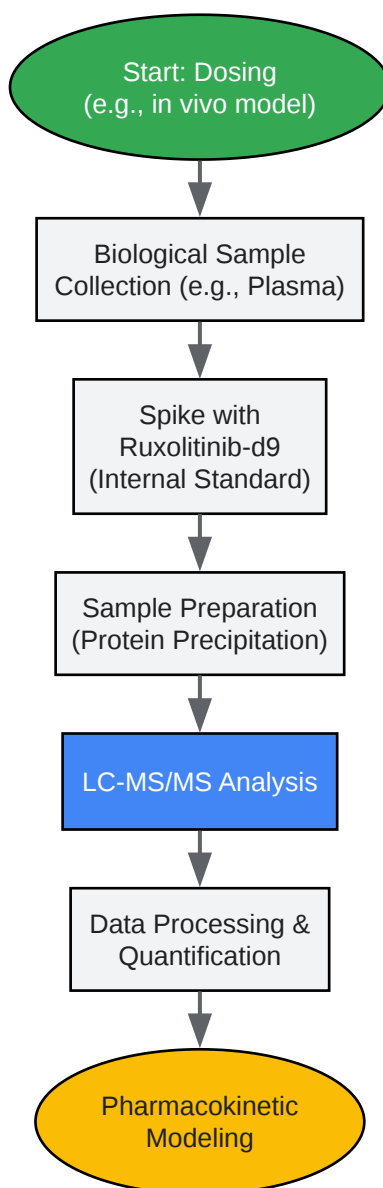 Start: Dosing
(e.g., in vivo model)
Biological Sample
Collection (e.g., Plasma)
Spike with
Ruxolitinib-d9
(Internal Standard)
Sample Preparation
(Protein Precipitation)
LC-MS/MS Analysis
Data Processing &
Quantification
Pharmacokinetic
Modeling